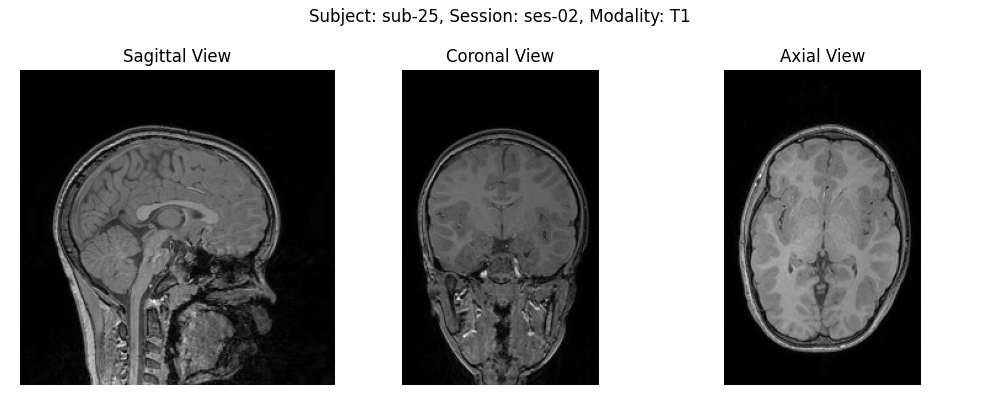 Subject: sub-25, Session: ses-02, Modality: T1
Sagittal View
Coronal View
Axial View